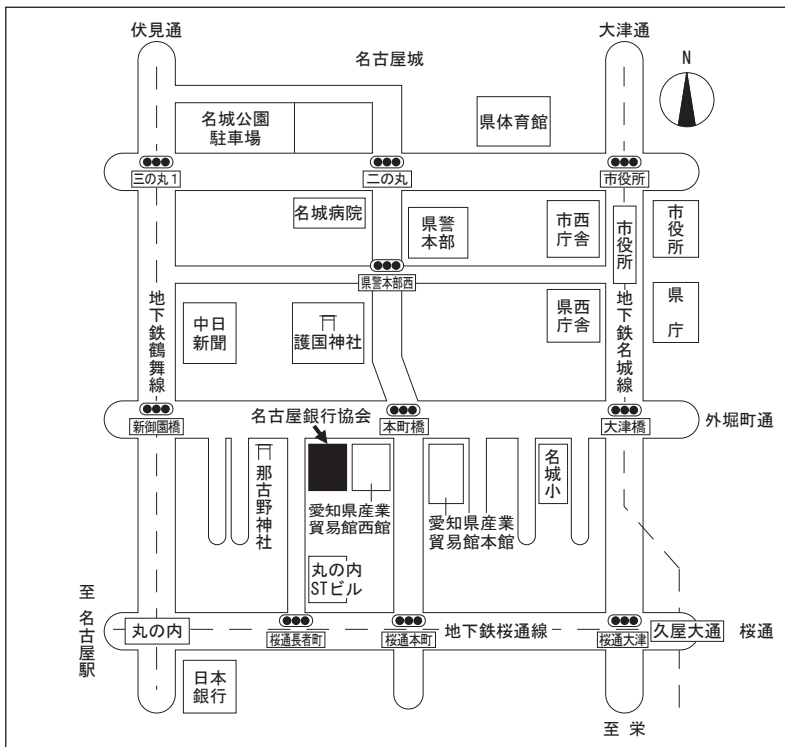 伏見通
大津通
名古屋城
N
名城公園
駐車場
県体育館
三の丸1
二の丸
市役所
名城病院
県警
本部
市西
庁舎
市役所
市役所
県警本部西
地下鉄鶴舞線
中日
新聞
護国神社
県西
庁舎
地下鉄名城線
県庁
名古屋銀行協会
新御園橋
本町橋
大津橋
外堀町通
那古野神社
名城小
愛知県産業
貿易館西館
愛知県産業
貿易館本館
丸の内
STビル
至名古屋駅
丸の内
桜通長者町
桜通本町
地下鉄桜通線
桜通大津
久屋大通
桜通
日本
銀行
至 栄